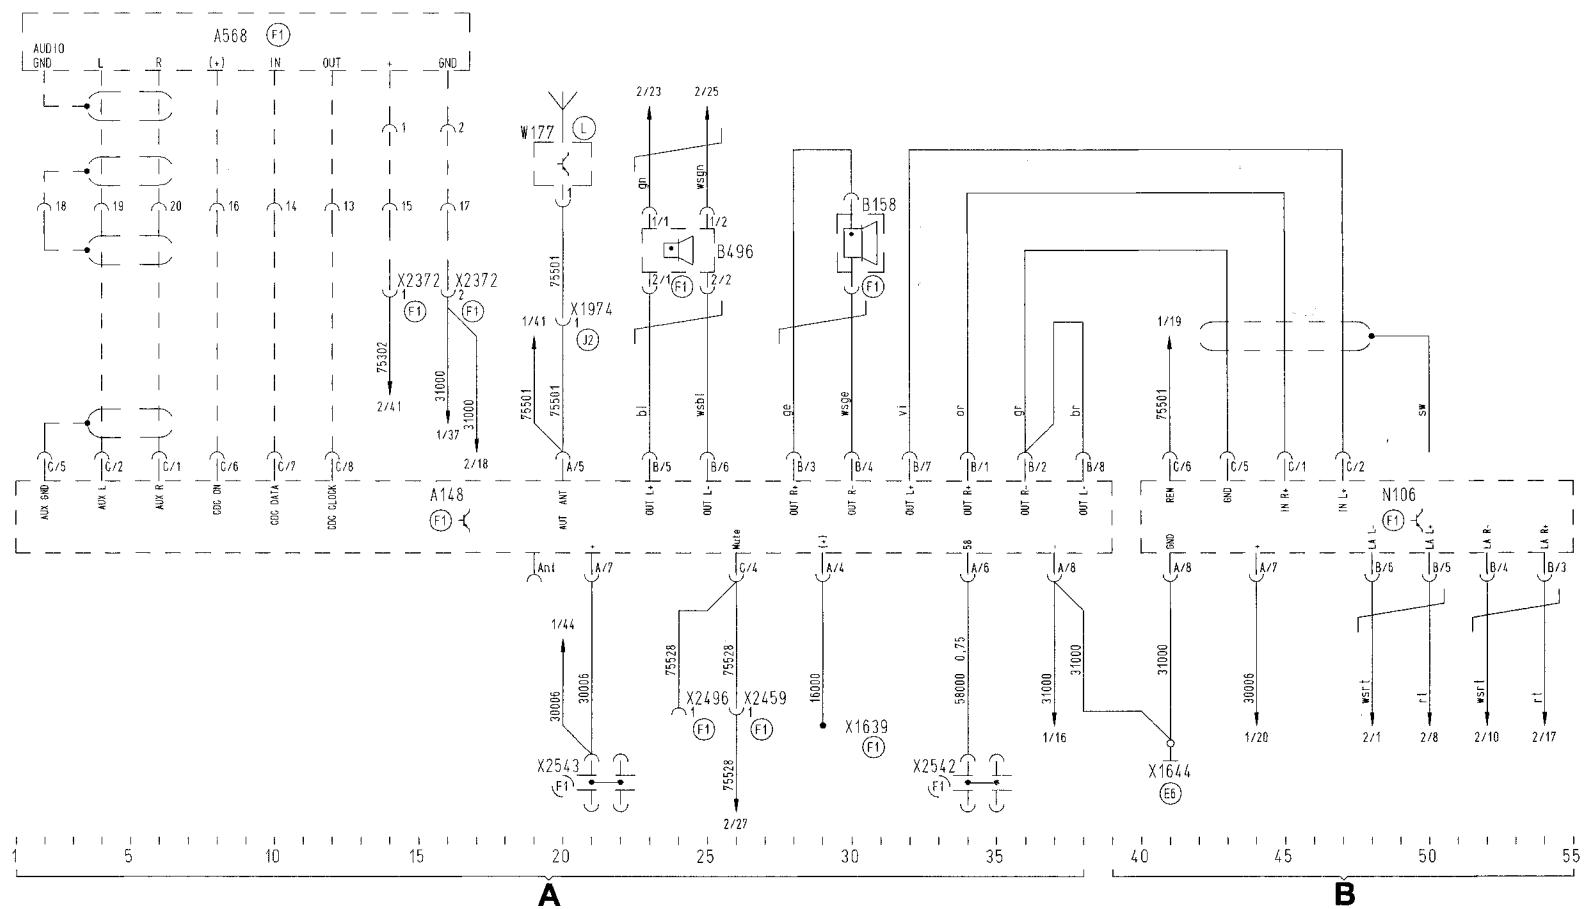 A568 F1
AUDIO
GND L R (+) IN OUT + GND
1 2
18 19 20 16 14 13 15 17
X2372 X2372
1 2
F1 F1
75302
31000
31000
2/41
1/37
2/18
W177 L
1
75501
X1974
1
J2
1/41
75501
75501
2/23 2/25
gn wsgn
1/1 1/2
B496
2/1 2/2
F1
bl wsbl
B158
F1
ge wsge vi or gr br
1/19
75501
sw
C/5 C/2 C/1 C/6 C/7 C/8 A/5 B/5 B/6 B/3 B/4 B/7 B/1 B/2 B/8 C/6 C/5 C/1 C/2
AUX GND AUX L AUX R CDC ON CDC DATA CDC CLOCK AUT ANT OUT L+ OUT L- OUT R+ OUT R- OUT L+ OUT R+ OUT R- OUT L+ REM GND IN R+ IN L+
A148
F1
N106
F1
+ Mute (+) 58 - GND + LA L- LA L+ LA R- LA R+
Ant A/7 C/4 A/4 A/6 A/8 A/8 A/7 B/6 B/5 B/4 B/3
1/44
30006 30006
75528 75528
16000
58000 0,75
31000 31000 31000
30006
wsrt rt wsrt rt
X2496 X2459
1 1
F1 F1
X1639
F1
1/16 1/20 2/1 2/8 2/10 2/17
X2543
F1
75528
2/27
X2542
F1
X1644
E6
1 5 10 15 20 25 30 35 40 45 50 55
A B